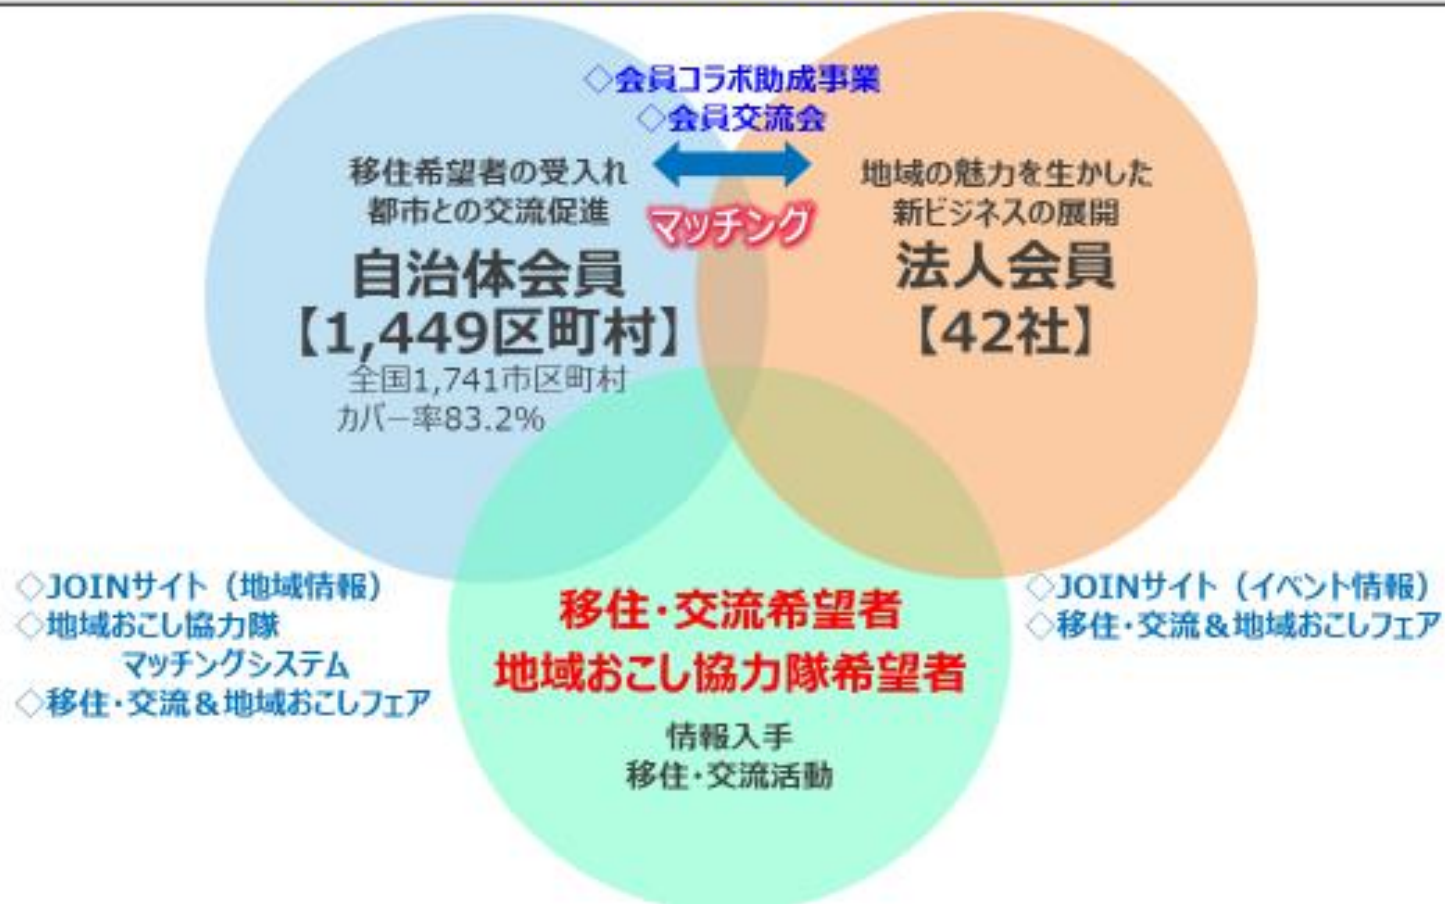 ◇会員コラボ助成事業
◇会員交流会
移住希望者の受入れ
都市との交流促進
マッチング
自治体会員
【1,449区町村】
全国1,741市区町村
カバー率83.2%
地域の魅力を生かした
新ビジネスの展開
法人会員
【42社】
◇JOINサイト（地域情報）
◇地域おこし協力隊
マッチングシステム
◇移住・交流＆地域おこしフェア
◇JOINサイト（イベント情報）
◇移住・交流＆地域おこしフェア
移住・交流希望者
地域おこし協力隊希望者
情報入手
移住・交流活動